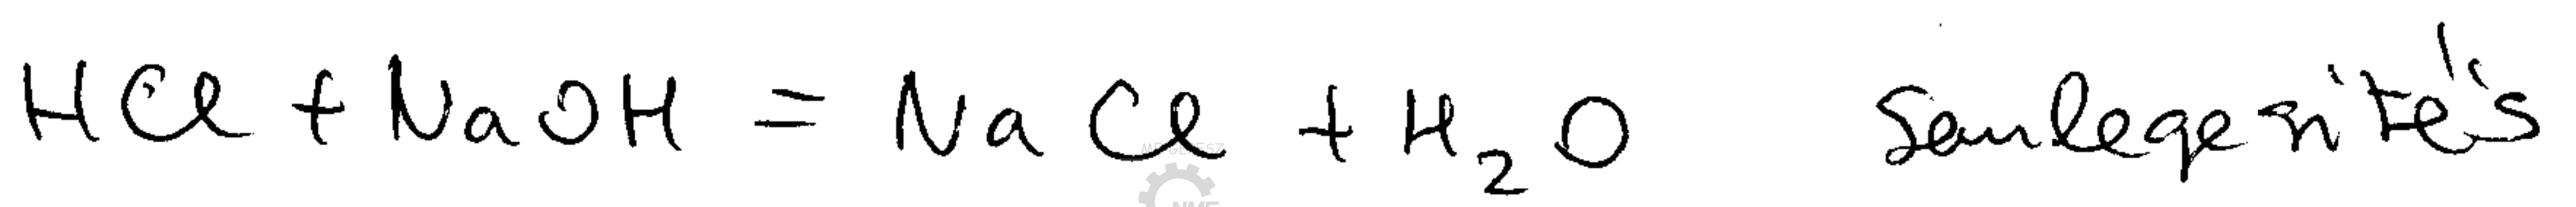 HCl + NaOH = NaCl + H₂O semlegesítés